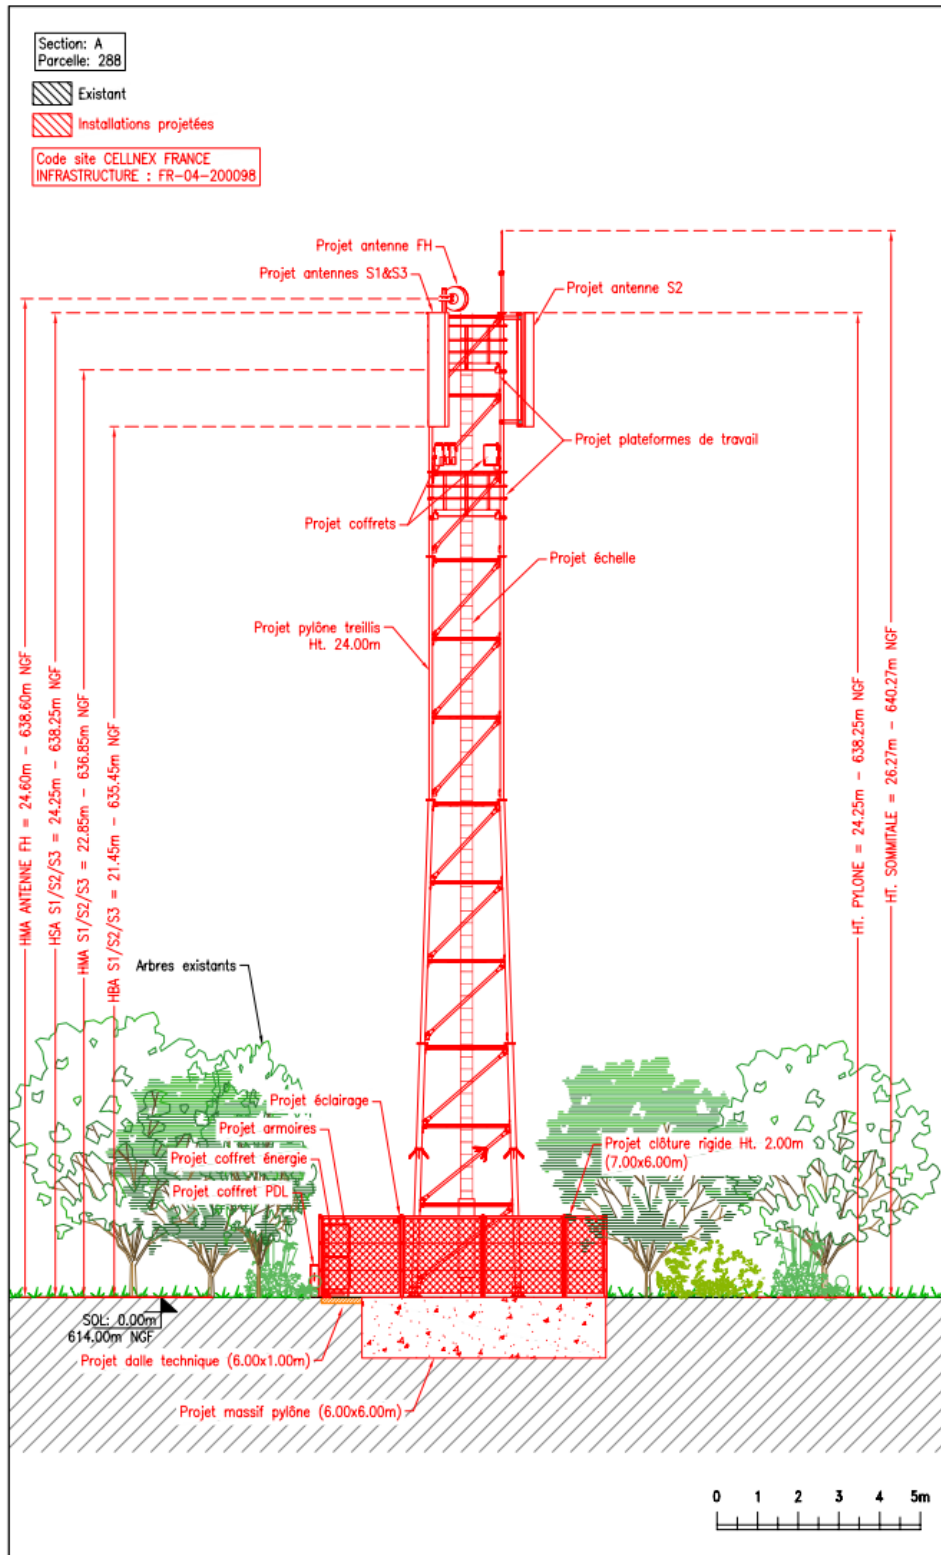 Section: A
Parcelle: 288
Existant
Installations projetées
Code site CELLNEX FRANCE
INFRASTRUCTURE : FR-04-200098
Projet antenne FH
Projet antennes S1&S3
Projet antenne S2
Projet plateformes de travail
Projet coffrets
Projet échelle
Projet pylône treillis
Ht. 24.00m
HMA ANTENNE FH = 24.60m - 638.60m NGF
HSA S1/S2/S3 = 24.25m - 638.25m NGF
HMA S1/S2/S3 = 22.85m - 636.85m NGF
HBA S1/S2/S3 = 21.45m - 635.45m NGF
HT. PYLONE = 24.25m - 638.25m NGF
HT. SOMMITALE = 26.27m - 640.27m NGF
Arbres existants
Projet éclairage
Projet armoires
Projet coffret énergie
Projet coffret PDL
Projet clôture rigide Ht. 2.00m
(7.00x6.00m)
SOL: 0.00m
614.00m NGF
Projet dalle technique (6.00x1.00m)
Projet massif pylône (6.00x6.00m)
0 1 2 3 4 5m